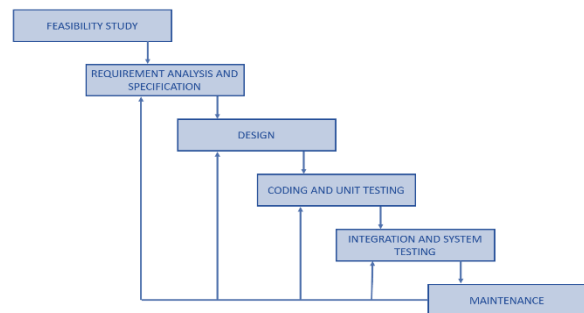 FEASIBILITY STUDY
REQUIREMENT ANALYSIS AND
SPECIFICATION
DESIGN
CODING AND UNIT TESTING
INTEGRATION AND SYSTEM
TESTING
MAINTENANCE